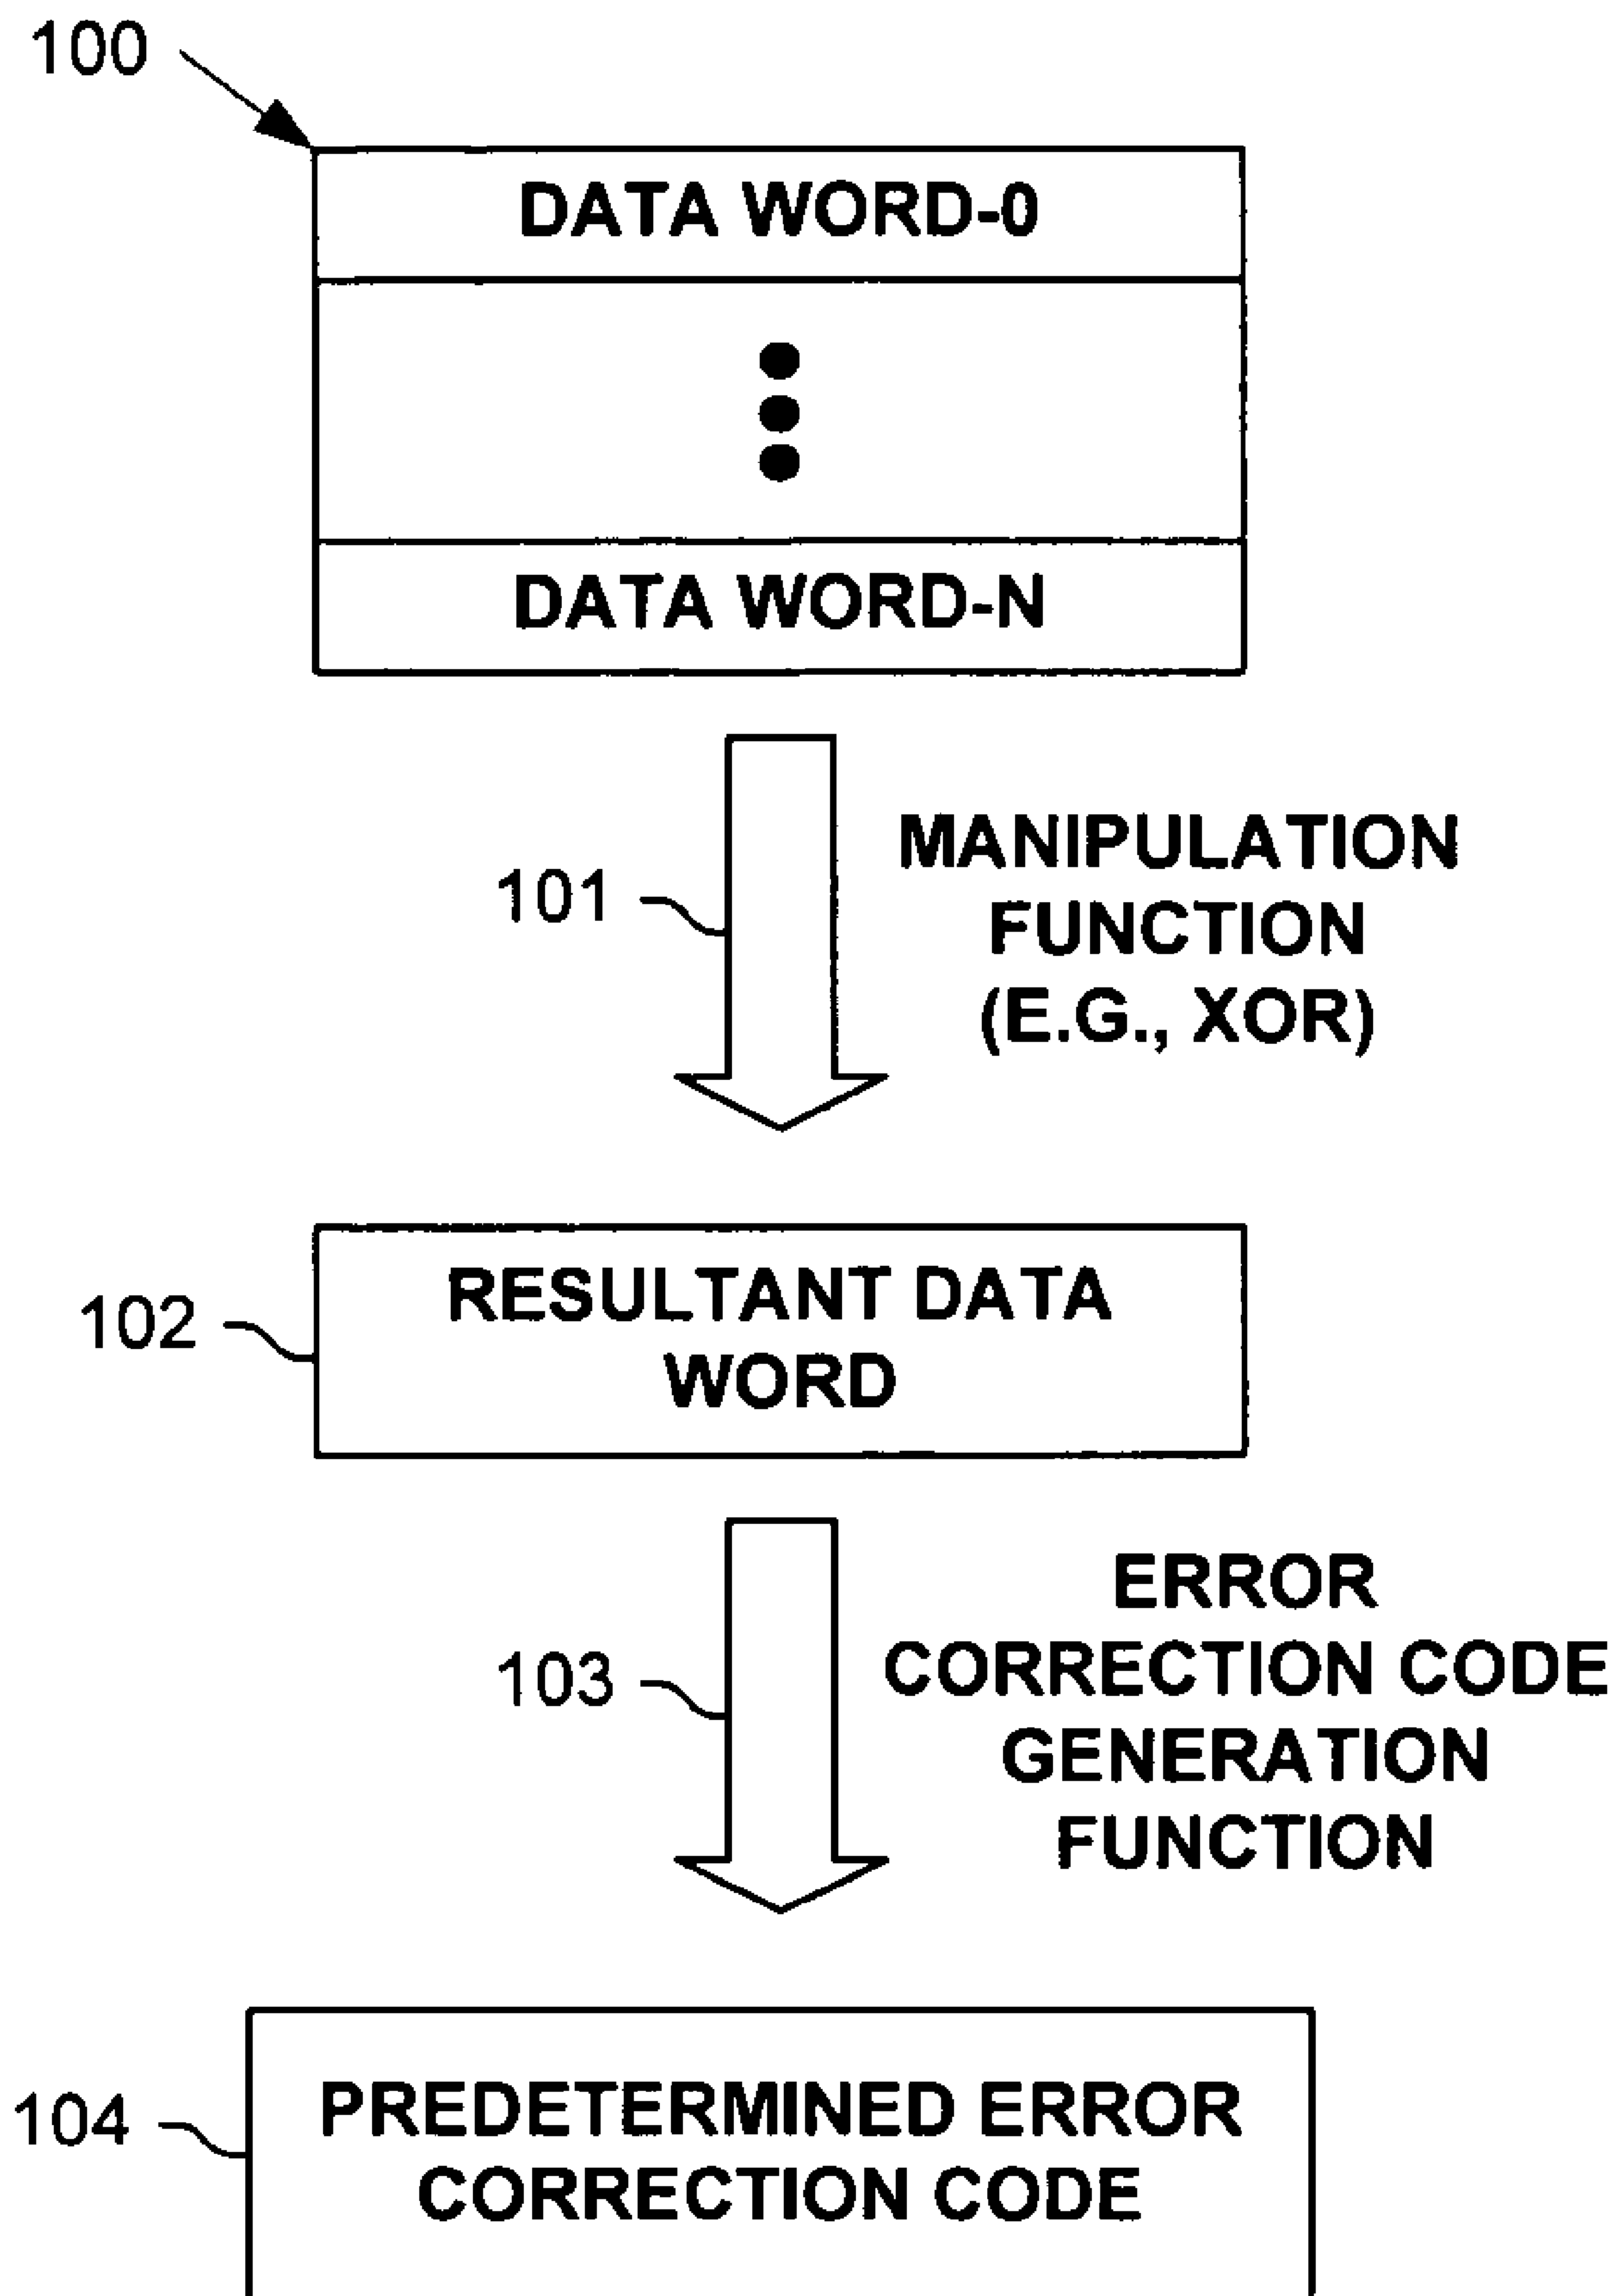 100
DATA WORD-0
DATA WORD-N
101
MANIPULATION
FUNCTION
(E.G., XOR)
102
RESULTANT DATA
WORD
103
ERROR
CORRECTION CODE
GENERATION
FUNCTION
104
PREDETERMINED ERROR
CORRECTION CODE